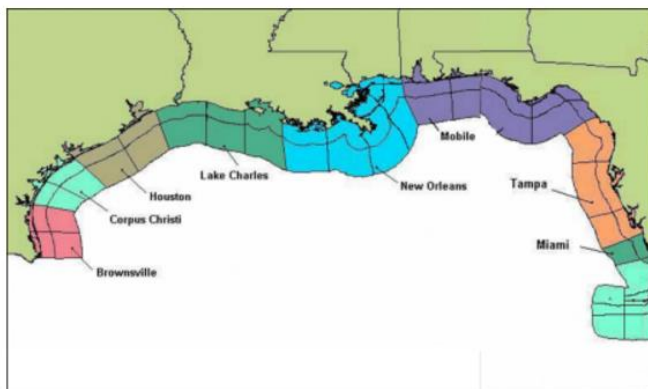 Mobile
Lake Charles
New Orleans
Houston
Tampa
Corpus Christi
Miami
Brownsville